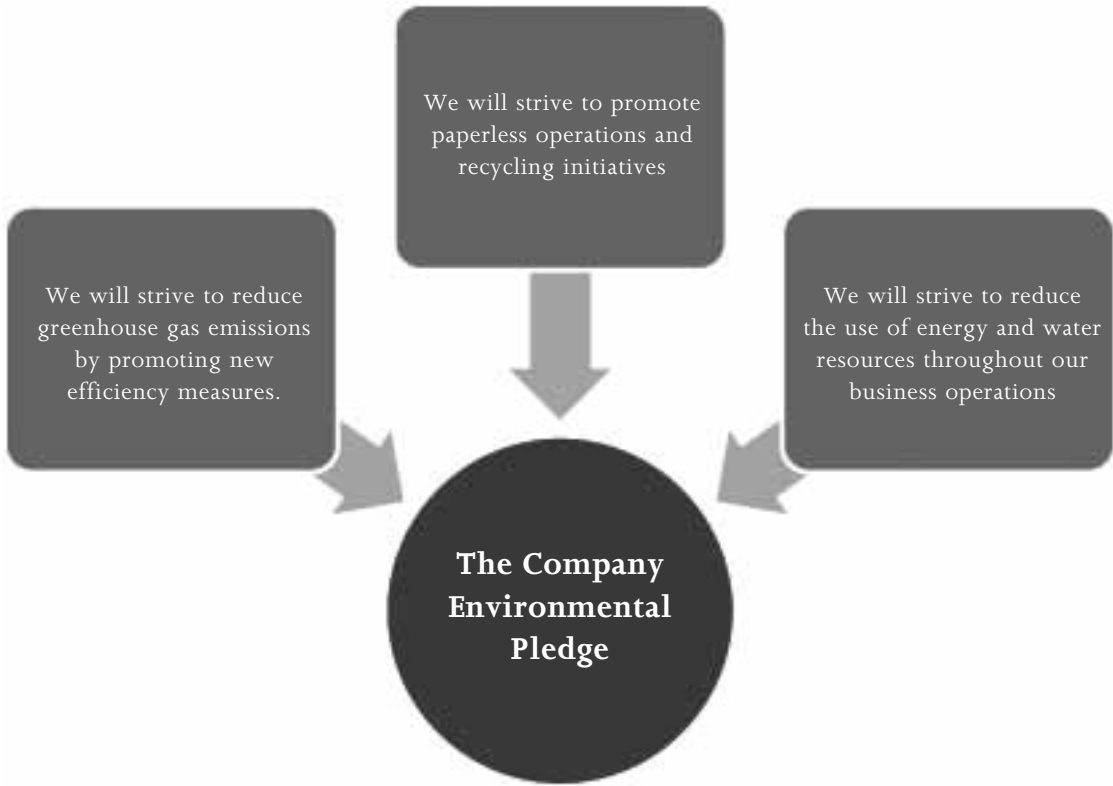 We will strive to promote
paperless operations and
recycling initiatives
We will strive to reduce
greenhouse gas emissions
by promoting new
efficiency measures.
We will strive to reduce
the use of energy and water
resources throughout our
business operations
The Company
Environmental
Pledge